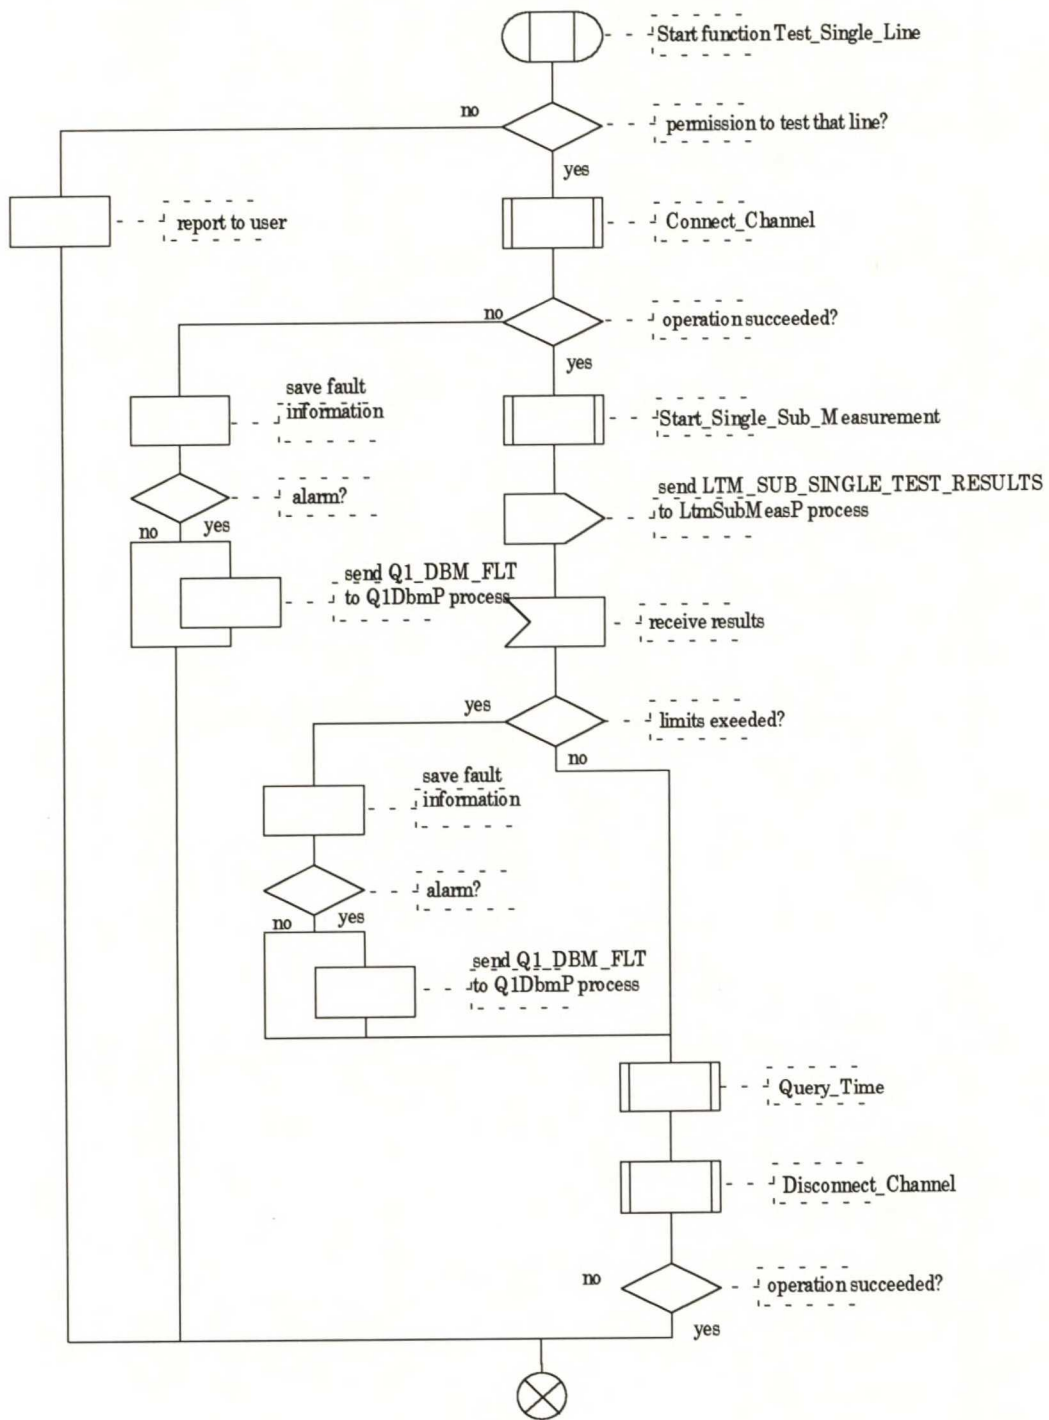 Start function Test_Single_Line
no
permission to test that line?
yes
report to user
Connect_Channel
no
operation succeeded?
yes
save fault
information
Start_Single_Sub_Measurement
alarm?
send LTM_SUB_SINGLE_TEST_RESULTS
to LtmSubMeasP process
no
yes
send Q1_DBM_FLT
to Q1DbmP process
receive results
yes
limits exeeded?
no
save fault
information
alarm?
no
yes
send Q1_DBM_FLT
to Q1DbmP process
Query_Time
Disconnect_Channel
no
operation succeeded?
yes